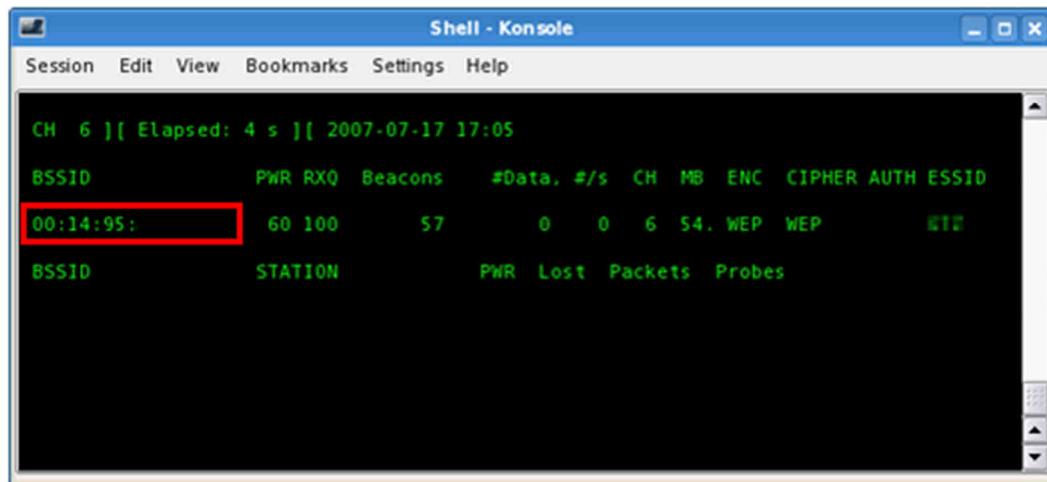 Shell - Konsole
Session Edit View Bookmarks Settings Help
CH 6 ][ Elapsed: 4 s ][ 2007-07-17 17:05
BSSID PWR RXQ Beacons #Data, #/s CH MB ENC CIPHER AUTH ESSID
00:14:95: 60 100 57 0 0 6 54. WEP WEP
BSSID STATION PWR Lost Packets Probes